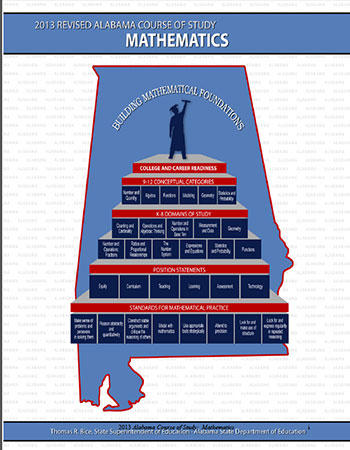 2013 REVISED ALABAMA COURSE OF STUDY
MATHEMATICS
BUILDING MATHEMATICAL FOUNDATIONS
COLLEGE AND CAREER READINESS
9-12 CONCEPTUAL CATEGORIES
Number and Quantity
Algebra
Functions
Modeling
Geometry
Statistics and Probability
K-8 DOMAINS OF STUDY
Counting and Cardinality
Operations and Algebraic Thinking
Number and Operations in Base Ten
Measurement and Data
Geometry
Number and Operations Fractions
Ratios and Proportional Relationships
The Number System
Expressions and Equations
Statistics and Probability
Functions
POSITION STATEMENTS
Equity
Curriculum
Teaching
Learning
Assessment
Technology
STANDARDS FOR MATHEMATICAL PRACTICE
Make sense of problems and persevere in solving them
Reason abstractly and quantitatively
Construct viable arguments and critique the reasoning of others
Model with mathematics
Use appropriate tools strategically
Attend to precision
Look for and make use of structure
Look for and express regularity in repeated reasoning
2013 Alabama Course of Study: Mathematics
Thomas R. Bice, State Superintendent of Education - Alabama State Department of Education